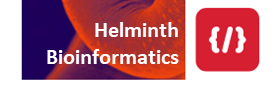 Helminth
Bioinformatics
{/}